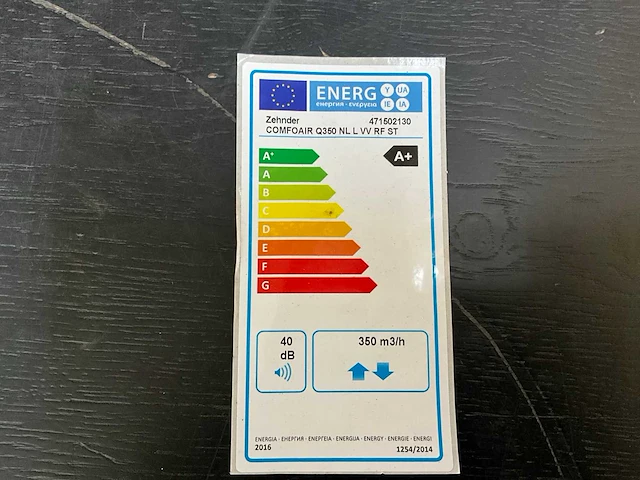 ENERG Y UA
енергия · ενεργεια IE IA
Zehnder 471502130
COMFOAIR Q350 NL L VV RF ST
A+ A+
A
B
C
D
E
F
G
40 350 m3/h
dB
ENERGIA · ЕНЕРГИЯ · ΕΝΕΡΓΕΙΑ · ENERGIJA · ENERGY · ENERGIE · ENERGI
2016 1254/2014